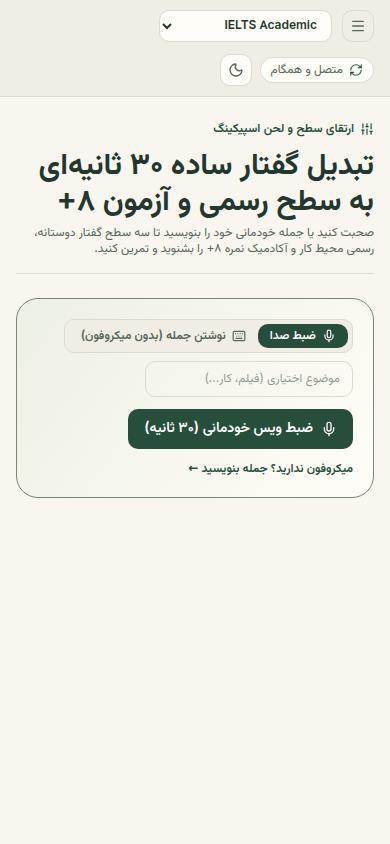 IELTS Academic
متصل و همگام
ارتقای سطح و لحن اسپیکینگ
تبدیل گفتار ساده ۳۰ ثانیه‌ای
به سطح رسمی و آزمون ۸+
صحبت کنید یا جمله خودمانی خود را بنویسید تا سه سطح گفتار دوستانه،
رسمی محیط کار و آکادمیک نمره ۸+ را بشنوید و تمرین کنید.
ضبط صدا
نوشتن جمله (بدون میکروفون)
موضوع اختیاری (فیلم، کار...)
ضبط ویس خودمانی (۳۰ ثانیه)
میکروفون ندارید؟ جمله بنویسید ←